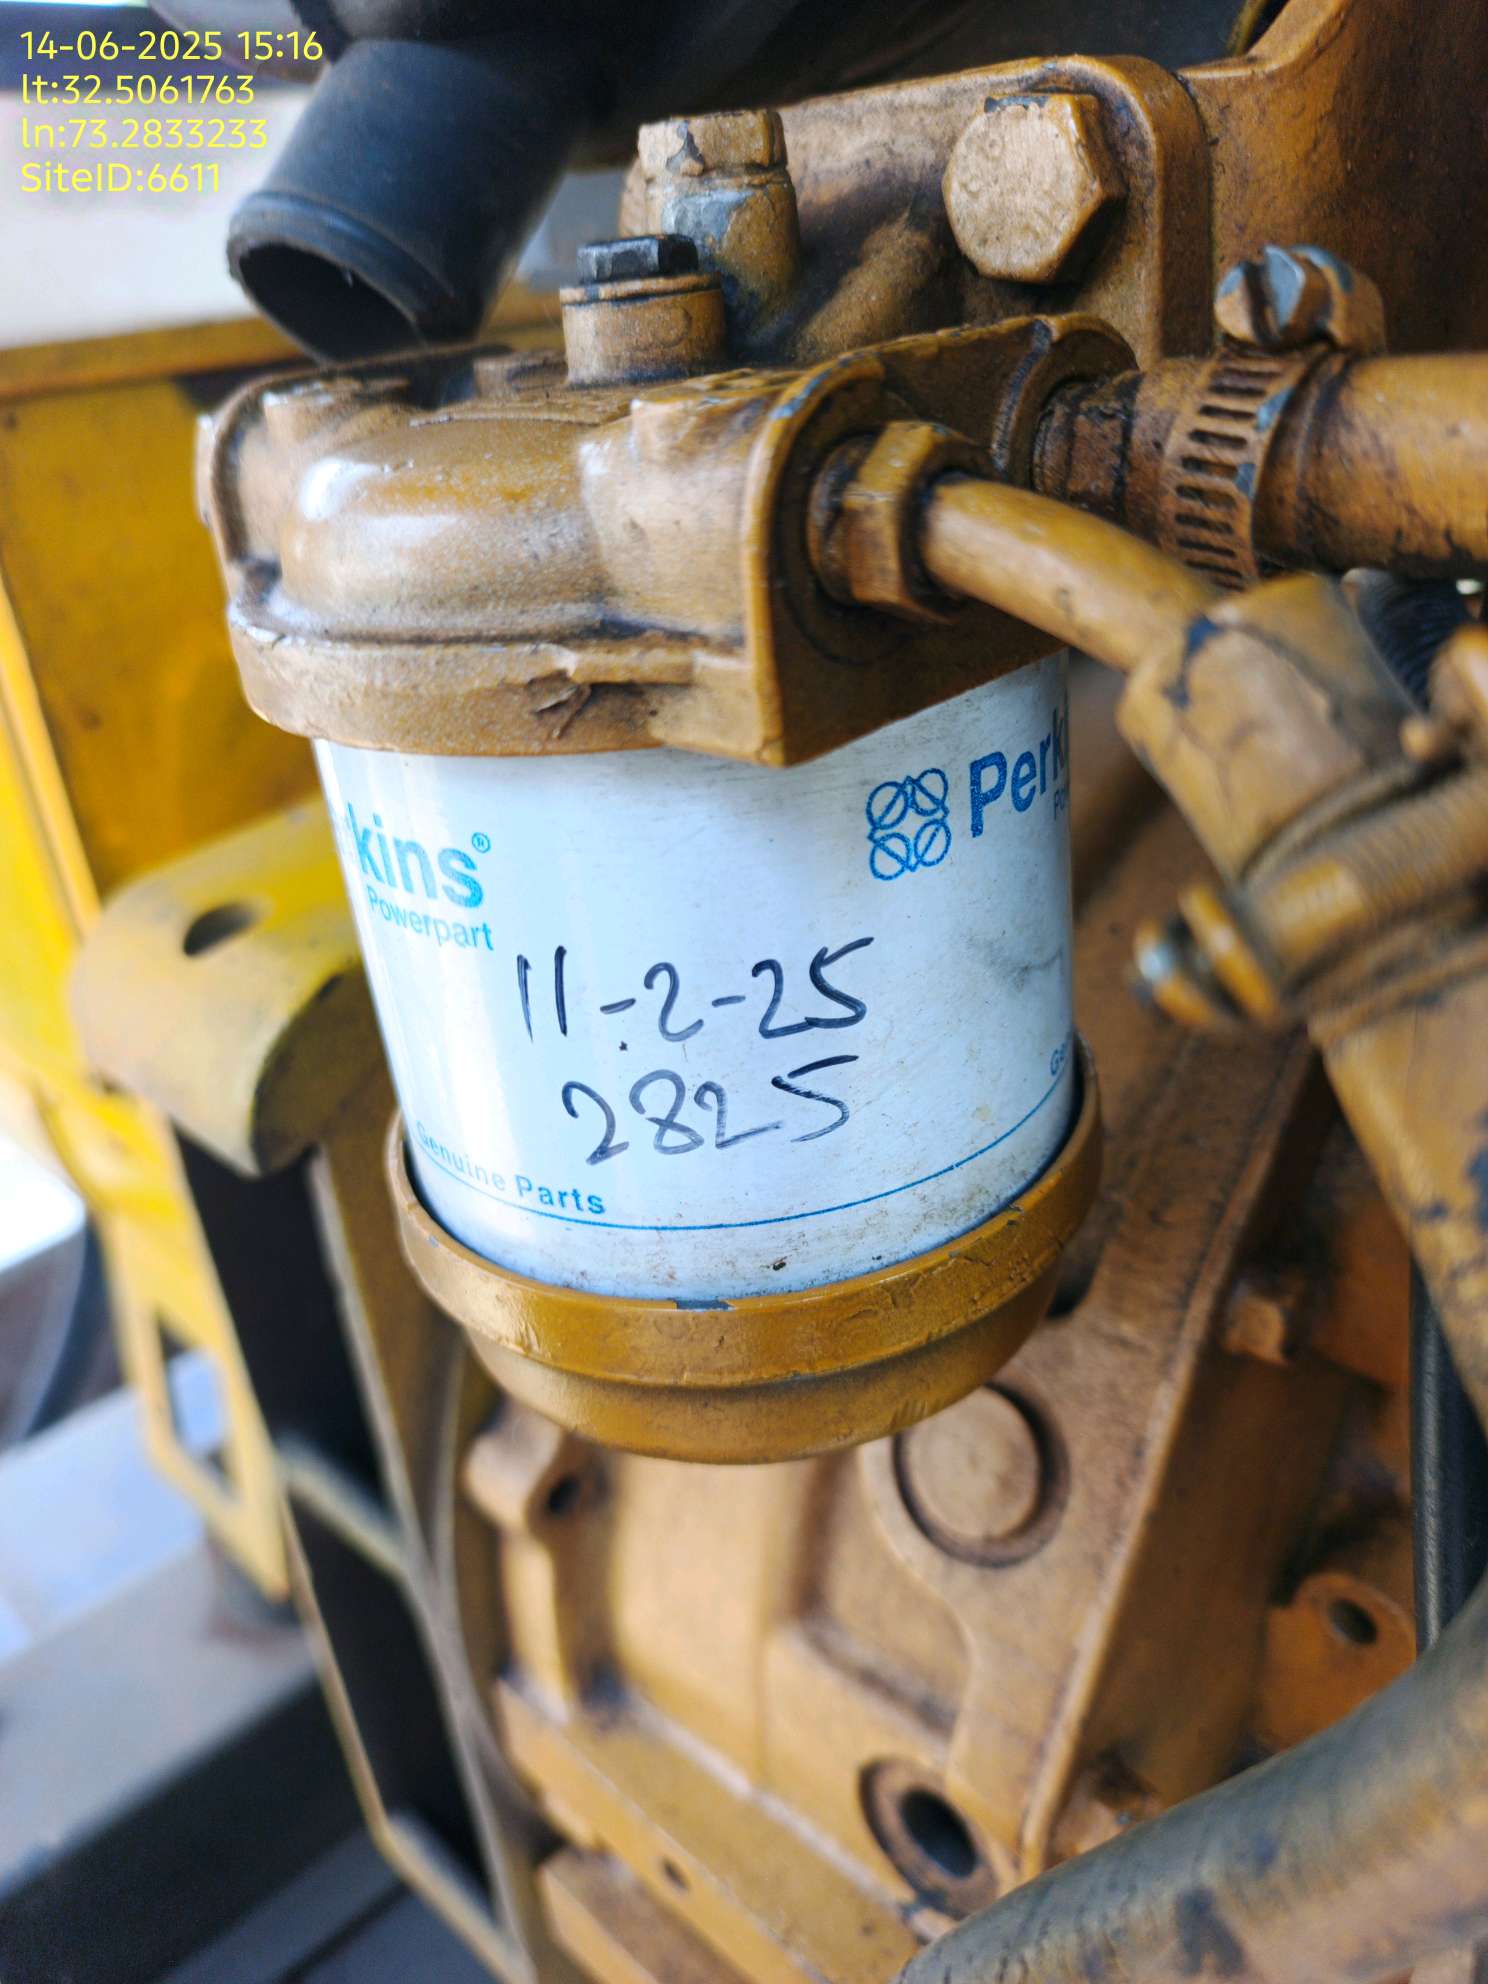 14-06-2025 15:16
lt:32.5061763
ln:73.2833233
SiteID:6611
Perk
kins®
Powerpart
11-2-25
2825
Genuine Parts